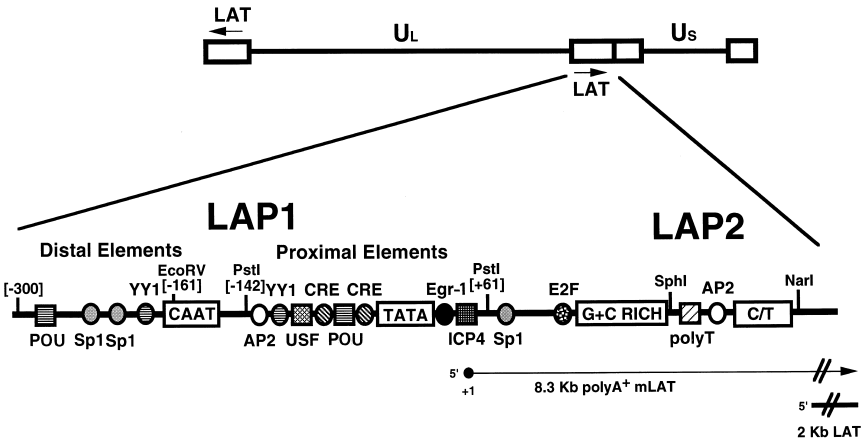 LAT
UL
US
LAT
LAP1
LAP2
Distal Elements
Proximal Elements
EcoRV
PstI
PstI
SphI
NarI
[-300]
YY1
[-161]
[-142]
YY1
CRE
CRE
Egr-1
[+61]
E2F
AP2
CAAT
TATA
G+C RICH
C/T
POU
Sp1
Sp1
AP2
USF
POU
ICP4
Sp1
polyT
5'
+1
8.3 Kb polyA+ mLAT
5'
2 Kb LAT